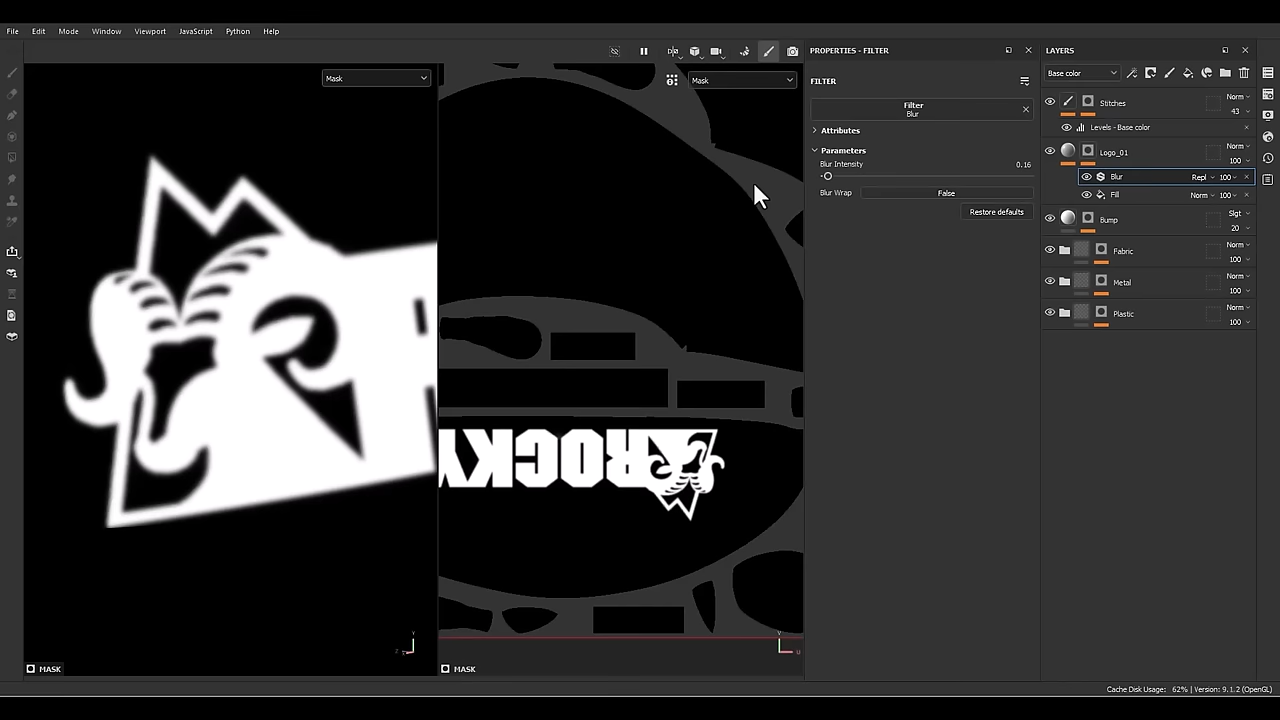 File Edit Mode Window Viewport JavaScript Python Help
PROPERTIES - FILTER
LAYERS
Mask
Mask
FILTER
Base color
Filter
Blur
Attributes
Parameters
Blur Intensity 0.16
Blur Wrap False
Restore defaults
Stitches Norm 43
Levels - Base color
Logo_01 Norm 100
Blur Repl 100
Fill Norm 100
Bump Slgt 20
Fabric Norm 100
Metal Norm 100
Plastic Norm 100
ROCKY
MASK
MASK
Cache Disk Usage: 62% | Version: 9.1.2 (OpenGL)